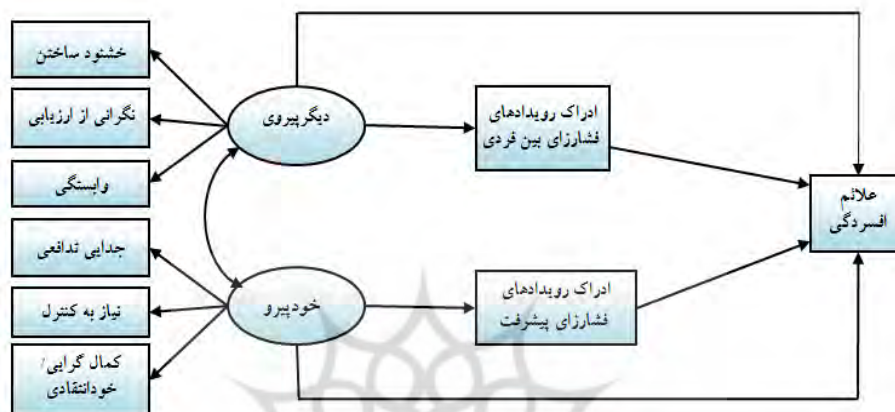 خشنود ساختن
نگرانی از ارزیابی
وابستگی
جدایی تدافعی
نیاز به کنترل
کمال گرایی/
خودانتقادی
دیگرپیروی
خودپیرو
ادراک رویدادهای
فشارزای بین فردی
ادراک رویدادهای
فشارزای پیشرفت
علائم
افسردگی